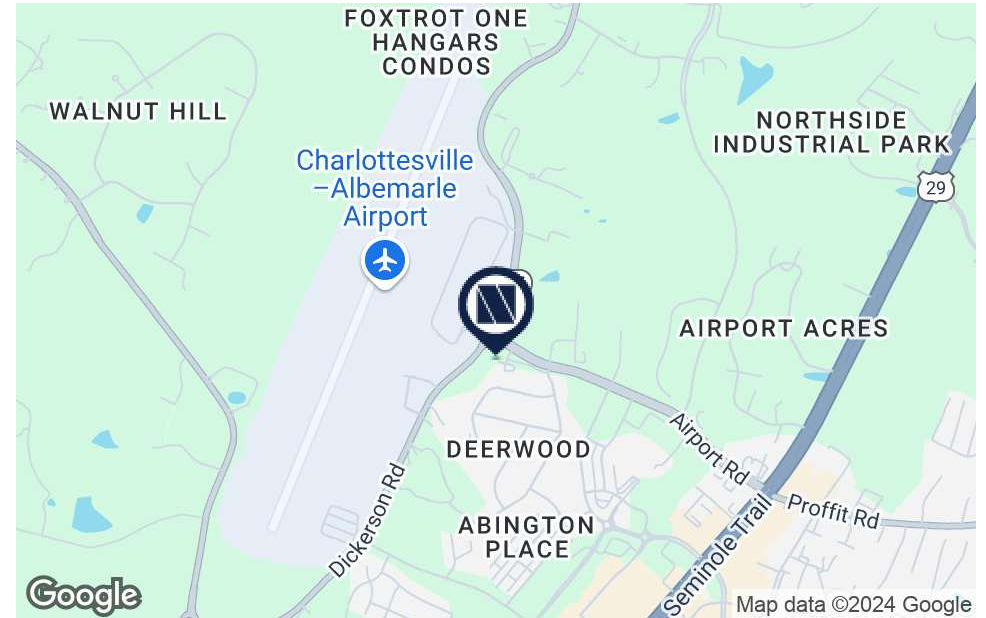 FOXTROT ONE
HANGARS
CONDOS
WALNUT HILL
NORTHSIDE
INDUSTRIAL PARK
Charlottesville
–Albemarle
Airport
29
AIRPORT ACRES
Airport Rd
DEERWOOD
Dickerson Rd
Proffit Rd
ABINGTON
PLACE
Seminole Trail
Google
Map data ©2024 Google